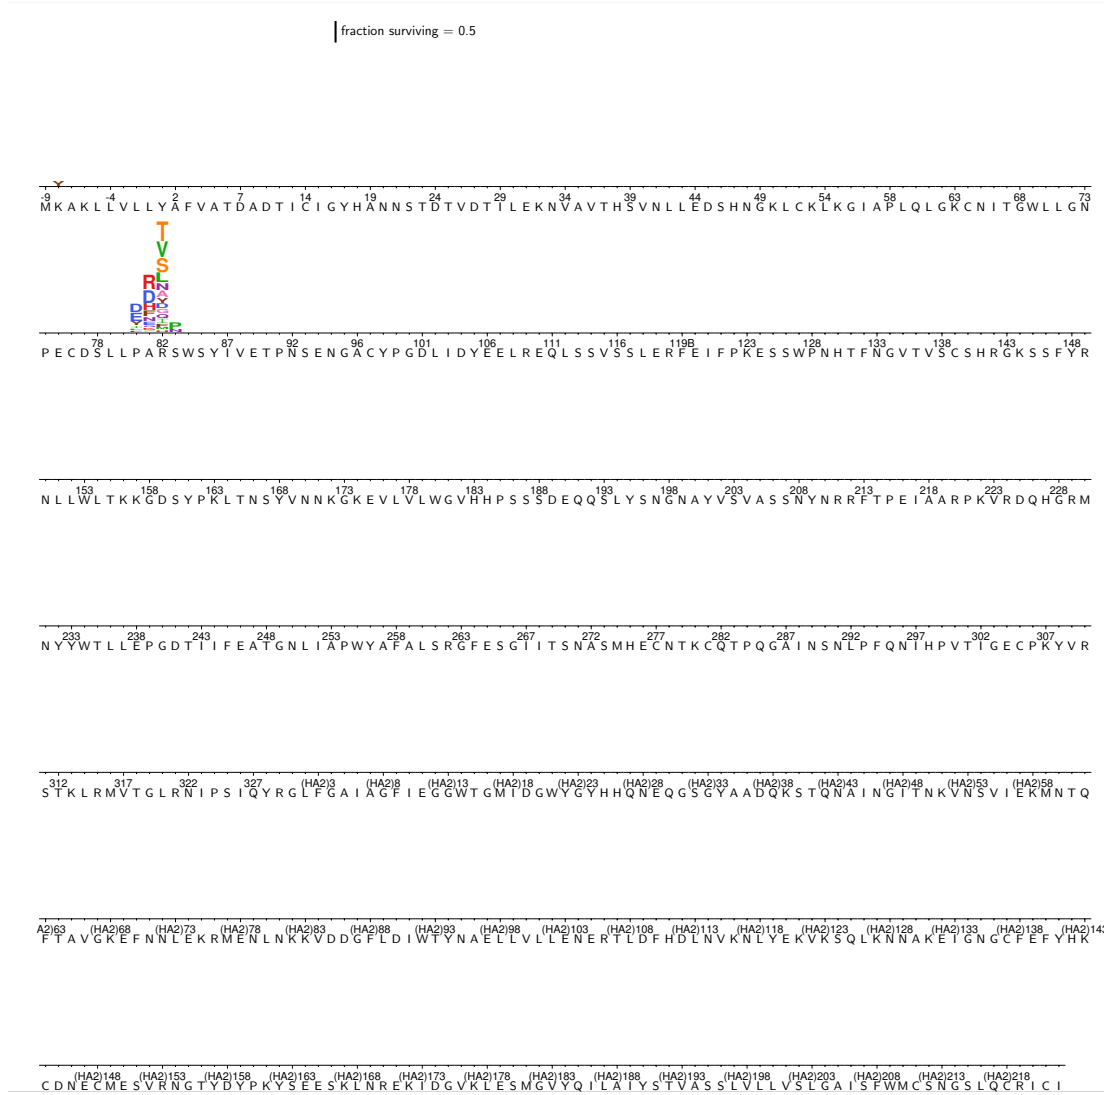 fraction surviving = 0.5
Y
-9 -4 2 7 14 19 24 29 34 39 44 49 54 58 63 68 73
M K A K L L V L L Y A F V A T D A D T I C I G Y H A N N S T D T V D T I L E K N V A V T H S V N L L E D S H N G K L C K L K G I A P L Q L G K C N I T G W L L G N
T
V
S
R L
N
D A
D H Y
E P
78 82 87 92 96 101 106 111 116 119B 123 128 133 138 143 148
P E C D S L L P A R S W S Y I V E T P N S E N G A C Y P G D L I D Y E E L R E Q L S S V S S L E R F E I F P K E S S W P N H T F N G V T V S C S H R G K S S F Y R
153 158 163 168 173 178 183 188 193 198 203 208 213 218 223 228
N L L W L T K K G D S Y P K L T N S Y V N N K G K E V L V L W G V H H P S S S D E Q Q S L Y S N G N A Y V S V A S S N Y N R R F T P E I A A R P K V R D Q H G R M
233 238 243 248 253 258 263 267 272 277 282 287 292 297 302 307
N Y Y W T L L E P G D T I I F E A T G N L I A P W Y A F A L S R G F E S G I I T S N A S M H E C N T K C Q T P Q G A I N S N L P F Q N I H P V T I G E C P K Y V R
312 317 322 327 (HA2)3 (HA2)8 (HA2)13 (HA2)18 (HA2)23 (HA2)28 (HA2)33 (HA2)38 (HA2)43 (HA2)48 (HA2)53 (HA2)58
S T K L R M V T G L R N I P S I Q Y R G L F G A I A G F I E G G W T G M I D G W Y G Y H H Q N E Q G S G Y A A D Q K S T Q N A I N G I T N K V N S V I E K M N T Q
A2)63 (HA2)68 (HA2)73 (HA2)78 (HA2)83 (HA2)88 (HA2)93 (HA2)98 (HA2)103 (HA2)108 (HA2)113 (HA2)118 (HA2)123 (HA2)128 (HA2)133 (HA2)138 (HA2)143
F T A V G K E F N N L E K R M E N L N K K V D D G F L D I W T Y N A E L L V L L E N E R T L D F H D L N V K N L Y E K V K S Q L K N N A K E I G N G C F E F Y H K
(HA2)148 (HA2)153 (HA2)158 (HA2)163 (HA2)168 (HA2)173 (HA2)178 (HA2)183 (HA2)188 (HA2)193 (HA2)198 (HA2)203 (HA2)208 (HA2)213 (HA2)218
C D N E C M E S V R N G T Y D Y P K Y S E E S K L N R E K I D G V K L E S M G V Y Q I L A I Y S T V A S S L V L L V S L G A I S F W M C S N G S L Q C R I C I